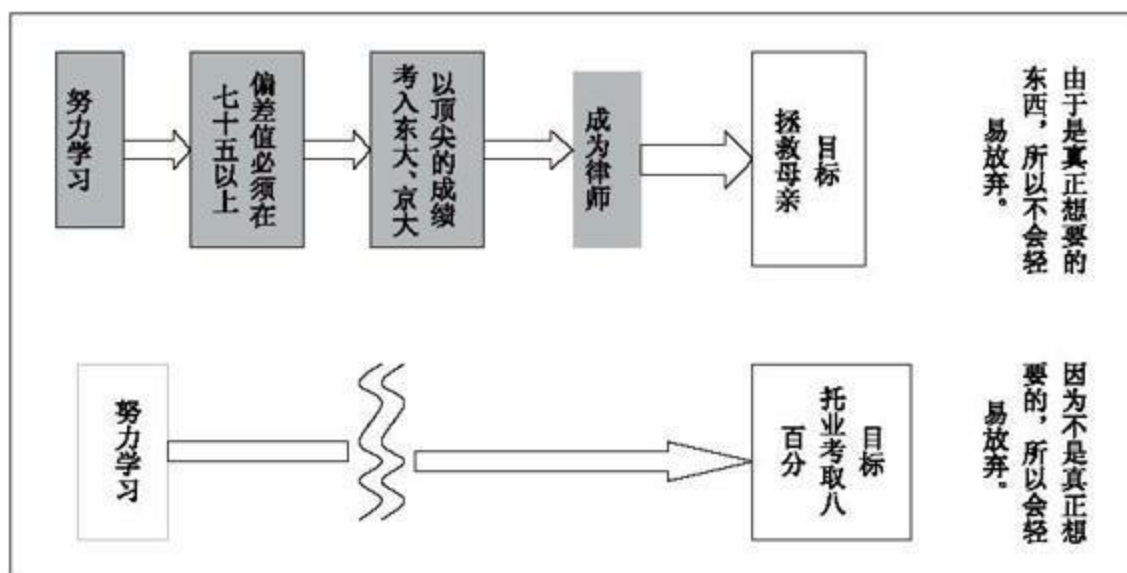 努力学习
偏差值必须在
七十五以上
以顶尖的成绩
考入东大、京大
成为律师
目标
拯救母亲
由于是真正想要的
东西，所以不会轻
易放弃。
努力学习
目标
托业考取八
百分
因为不是真正想
要的，所以会轻
易放弃。